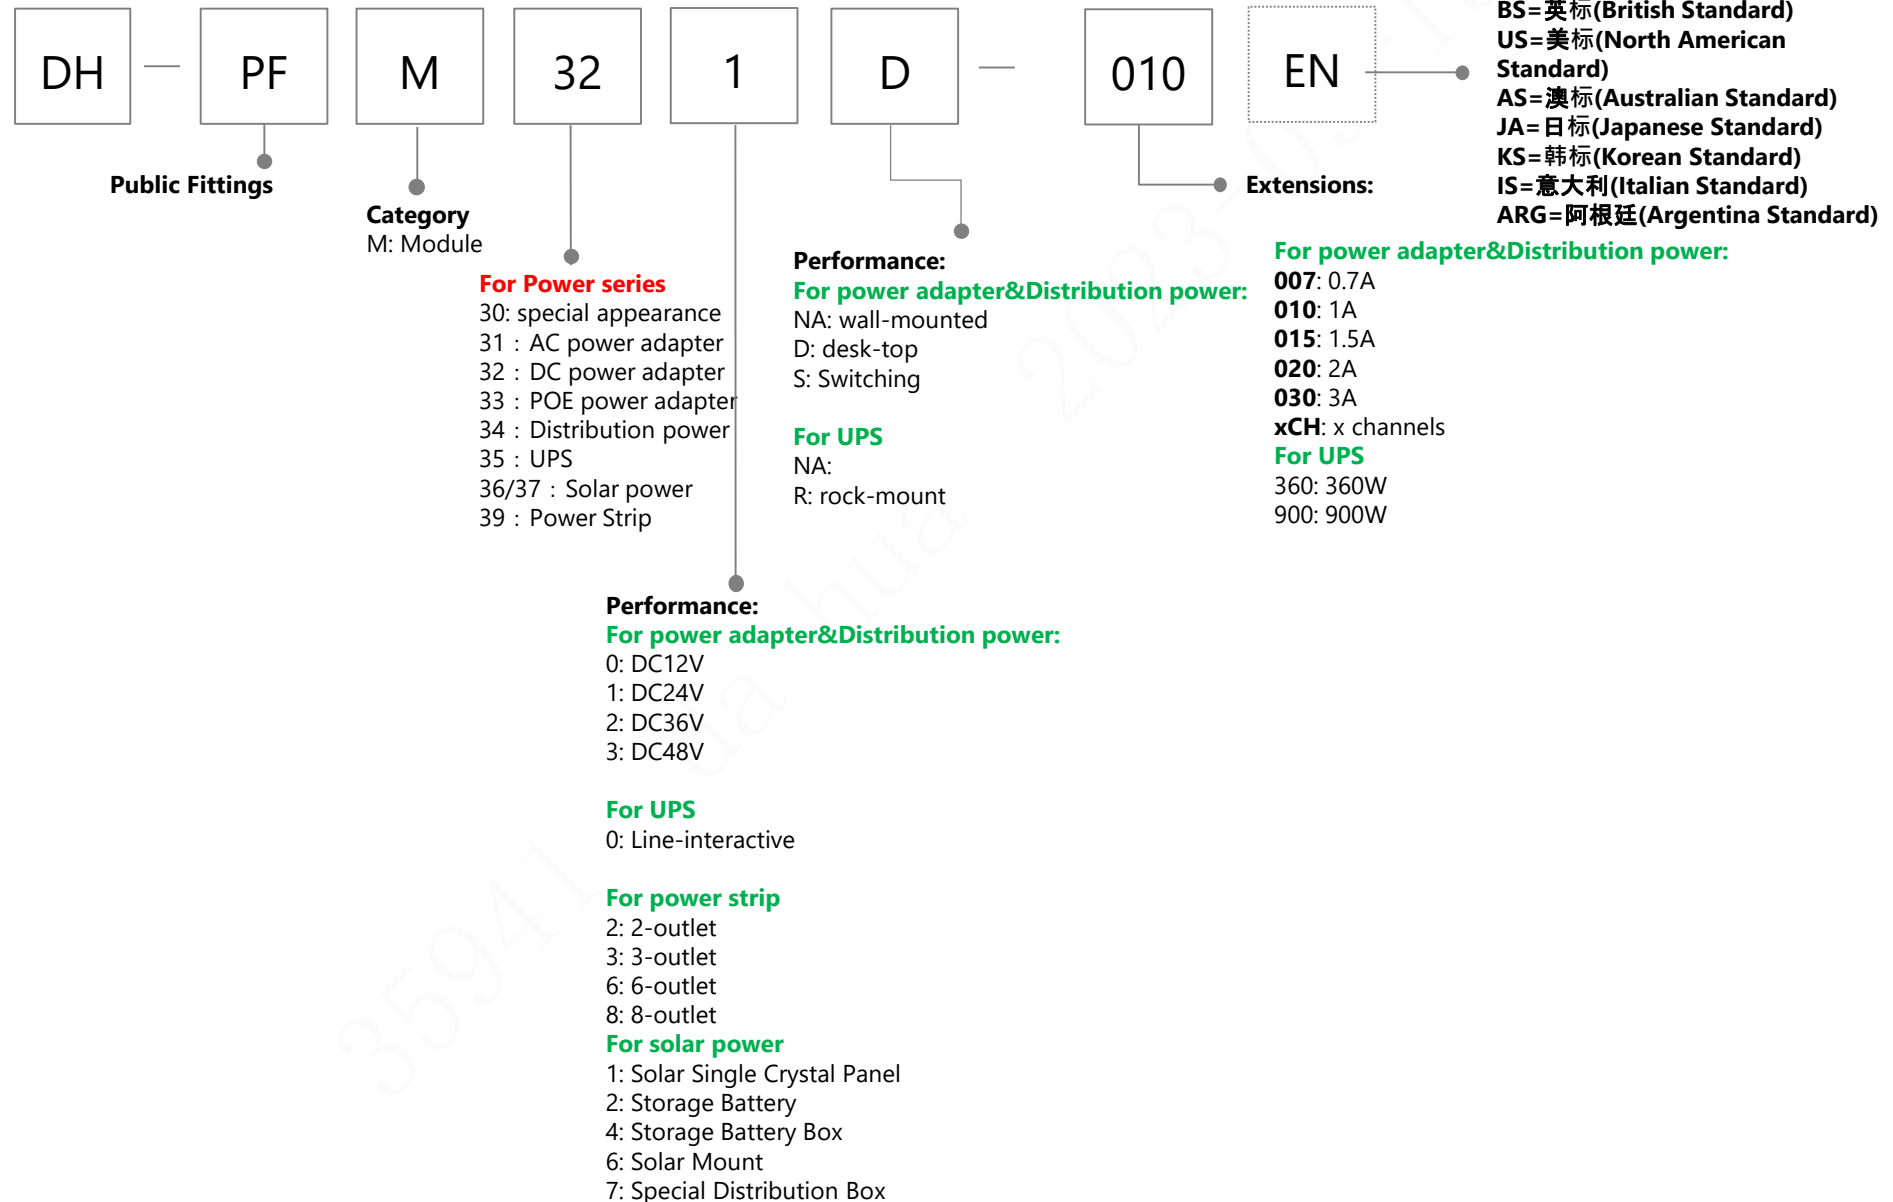 DH — PF M 32 1 D — 010 EN
BS=英标(British Standard)
US=美标(North American
Standard)
AS=澳标(Australian Standard)
JA=日标(Japanese Standard)
KS=韩标(Korean Standard)
IS=意大利(Italian Standard)
ARG=阿根廷(Argentina Standard)
Public Fittings
Category
M: Module
For Power series
30: special appearance
31：AC power adapter
32：DC power adapter
33：POE power adapter
34：Distribution power
35：UPS
36/37：Solar power
39：Power Strip
Performance:
For power adapter&Distribution power:
0: DC12V
1: DC24V
2: DC36V
3: DC48V
For UPS
0: Line-interactive
For power strip
2: 2-outlet
3: 3-outlet
6: 6-outlet
8: 8-outlet
For solar power
1: Solar Single Crystal Panel
2: Storage Battery
4: Storage Battery Box
6: Solar Mount
7: Special Distribution Box
Performance:
For power adapter&Distribution power:
NA: wall-mounted
D: desk-top
S: Switching
For UPS
NA:
R: rock-mount
Extensions:
For power adapter&Distribution power:
007: 0.7A
010: 1A
015: 1.5A
020: 2A
030: 3A
xCH: x channels
For UPS
360: 360W
900: 900W